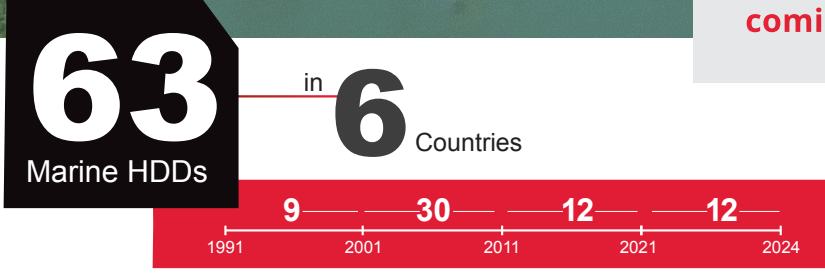 comi
63
Marine HDDs
in
6
Countries
9 30 12 12
1991 2001 2011 2021 2024